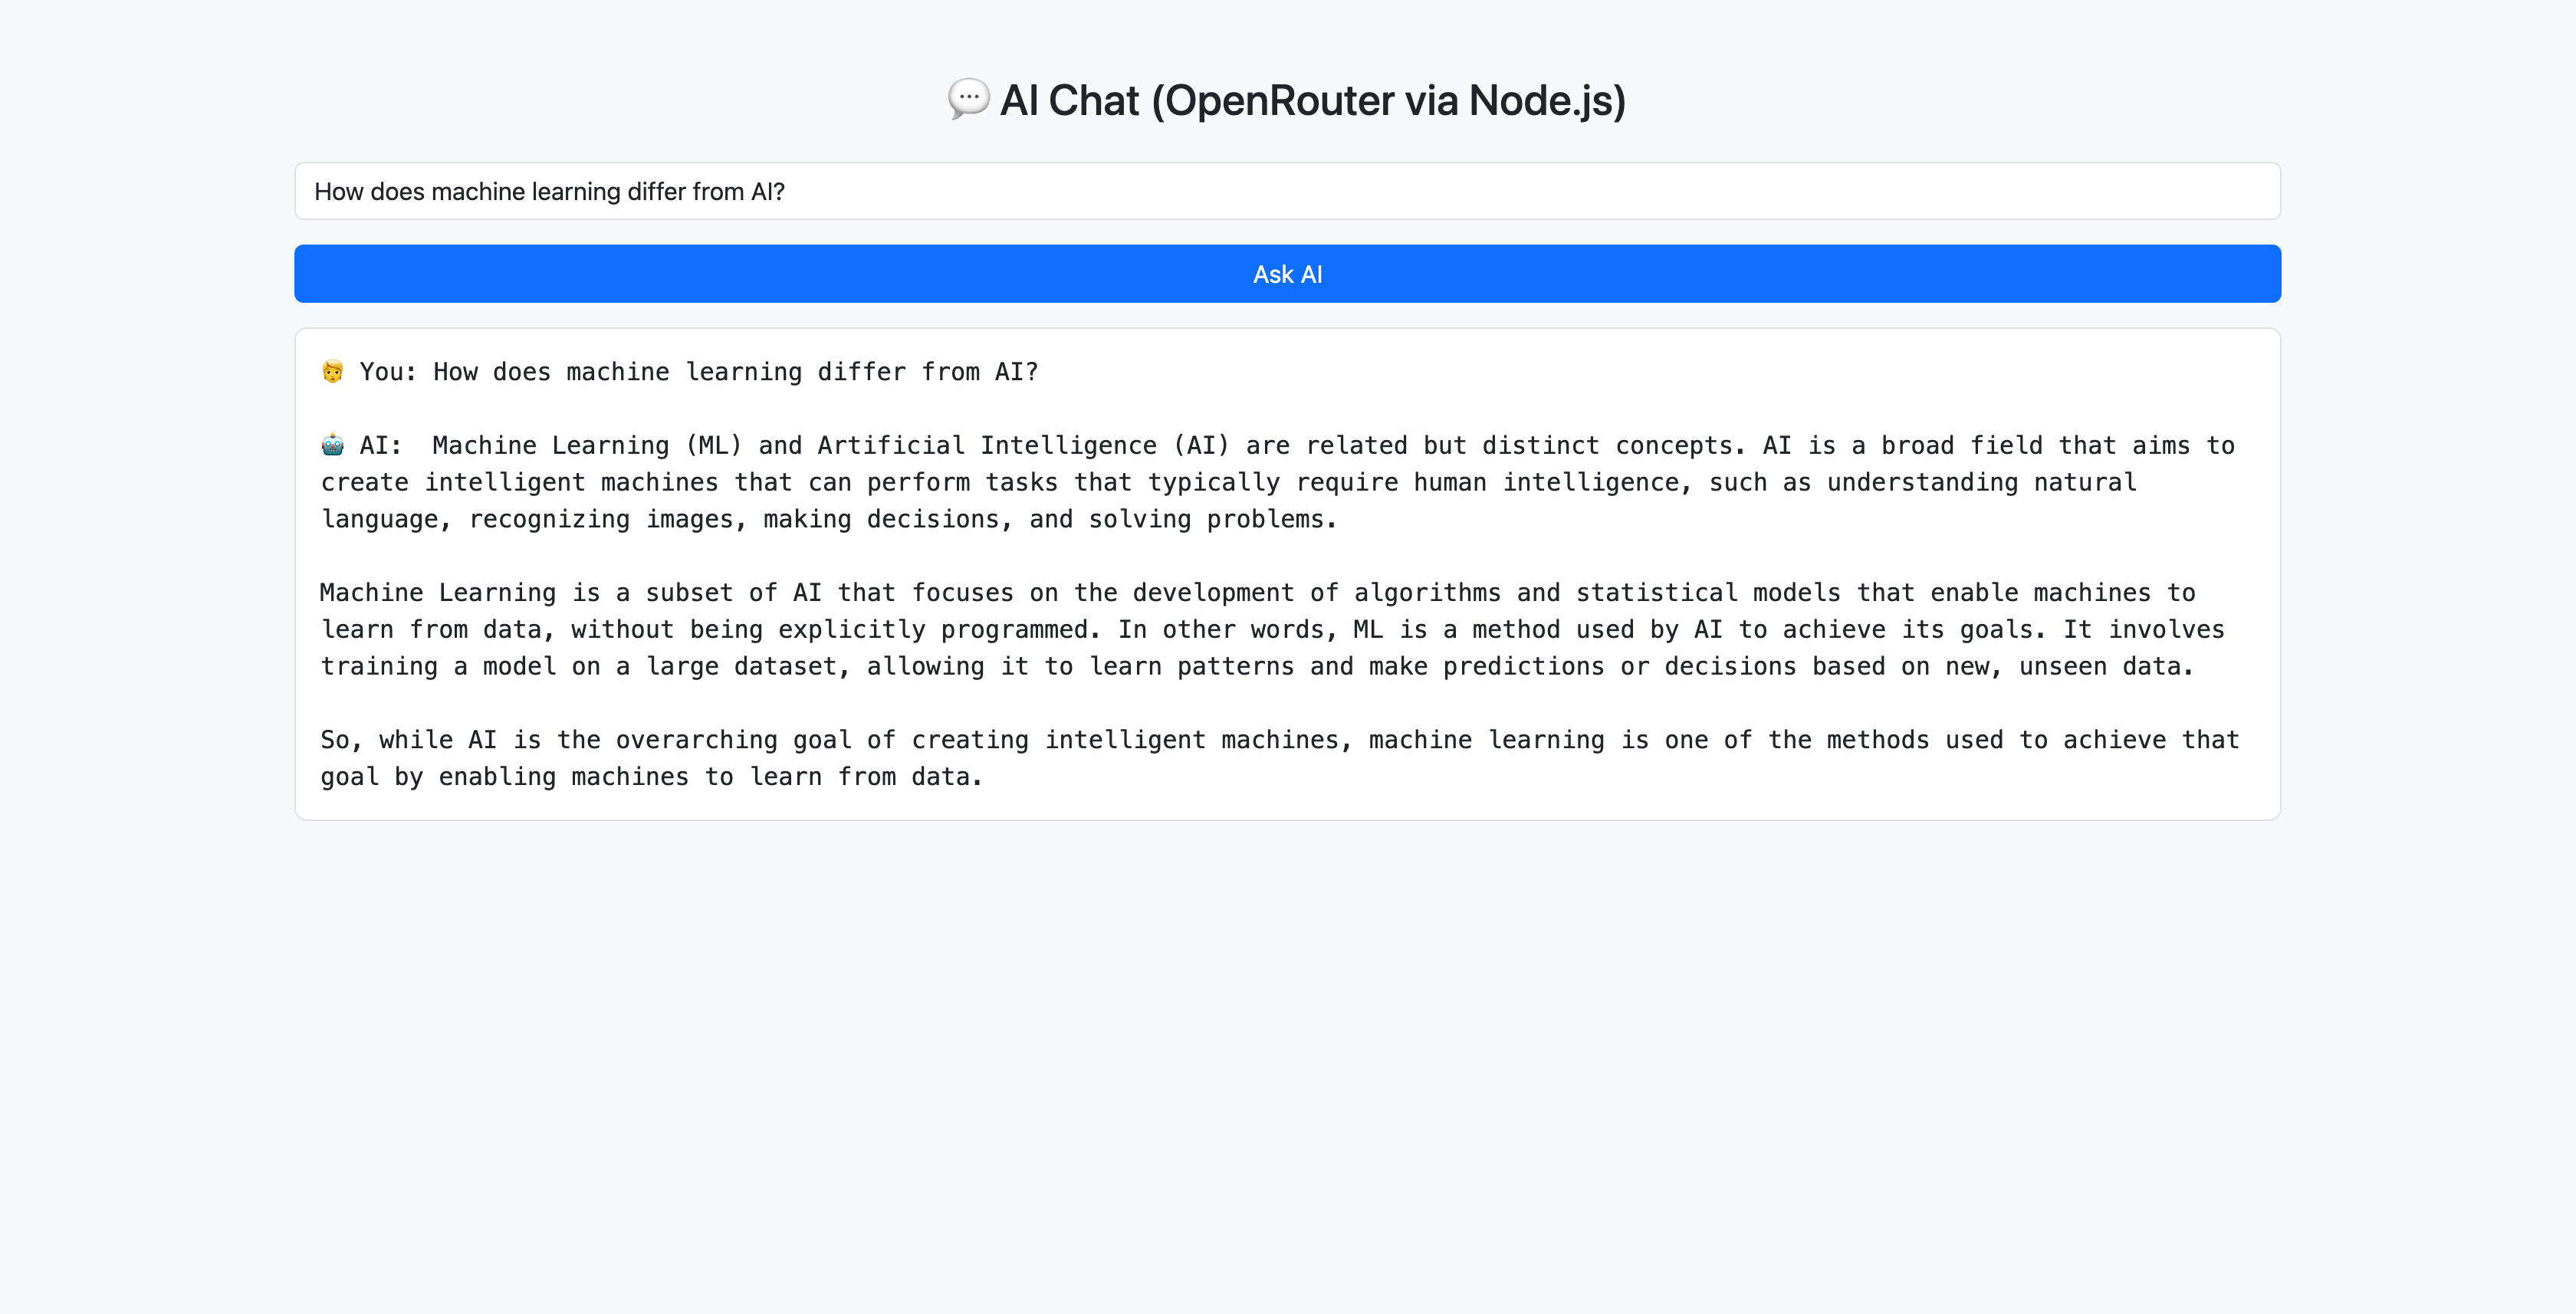 💬 AI Chat (OpenRouter via Node.js)
How does machine learning differ from AI?
Ask AI
🧑 You: How does machine learning differ from AI?
🤖 AI:  Machine Learning (ML) and Artificial Intelligence (AI) are related but distinct concepts. AI is a broad field that aims to
create intelligent machines that can perform tasks that typically require human intelligence, such as understanding natural
language, recognizing images, making decisions, and solving problems.
Machine Learning is a subset of AI that focuses on the development of algorithms and statistical models that enable machines to
learn from data, without being explicitly programmed. In other words, ML is a method used by AI to achieve its goals. It involves
training a model on a large dataset, allowing it to learn patterns and make predictions or decisions based on new, unseen data.
So, while AI is the overarching goal of creating intelligent machines, machine learning is one of the methods used to achieve that
goal by enabling machines to learn from data.